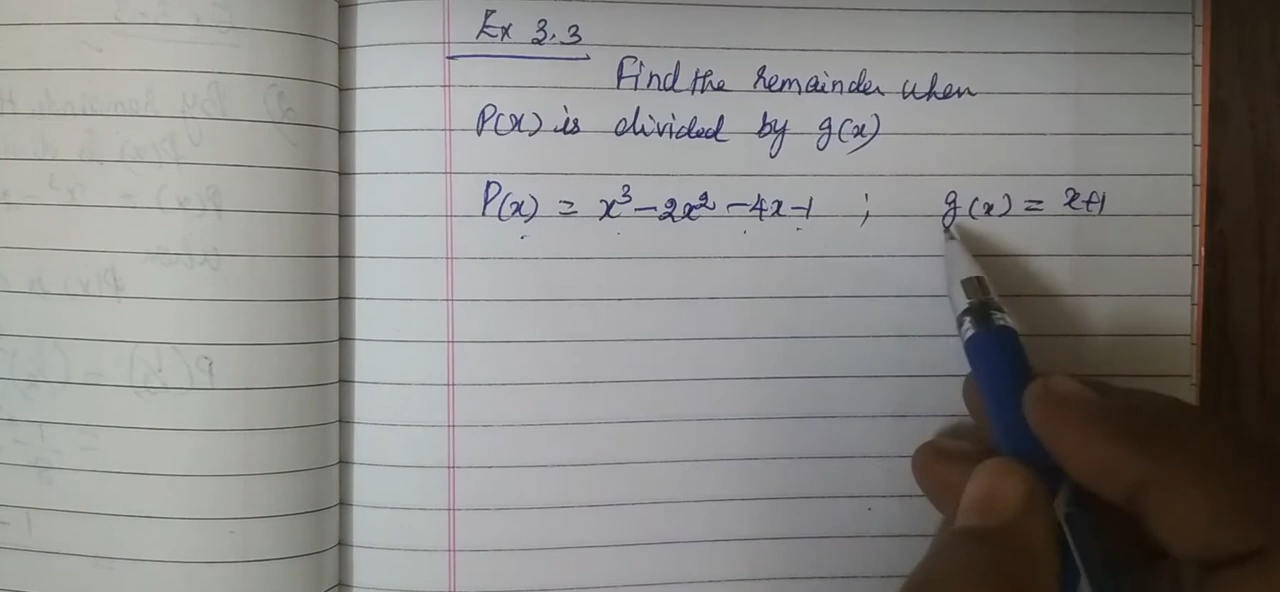 Ex 3.3
Find the remainder when
P(x) is divided by g(x)
P(x) = x³ - 2x² - 4x - 1 ; g(x) = x+1